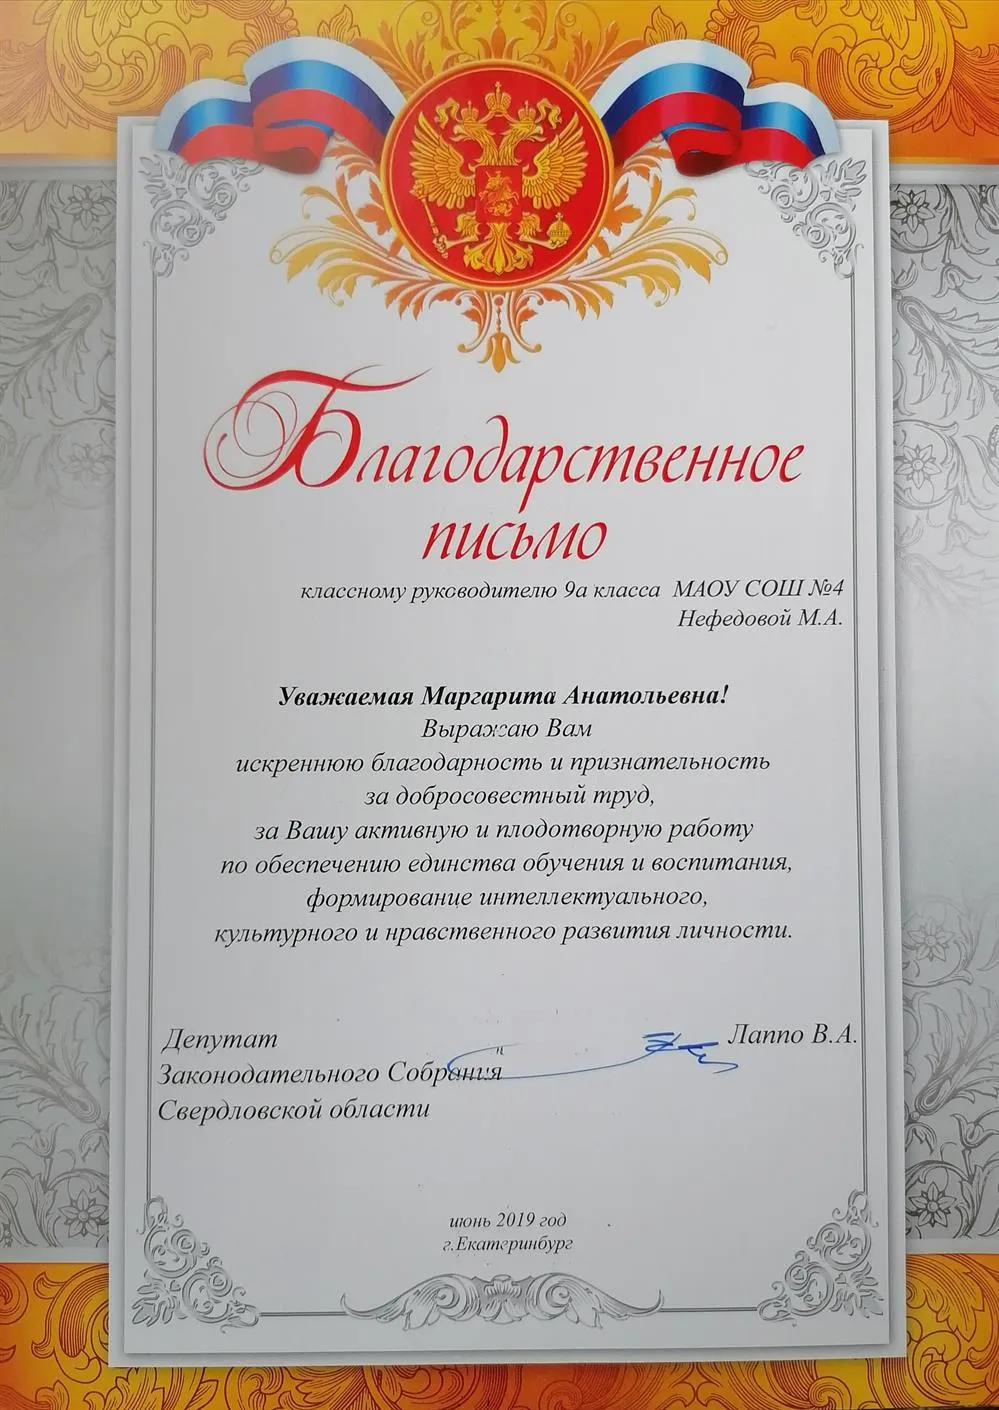 Благодарственное
письмо
классному руководителю 9а класса МАОУ СОШ №4
Нефедовой М.А.
Уважаемая Маргарита Анатольевна!
Выражаю Вам
искреннюю благодарность и признательность
за добросовестный труд,
за Вашу активную и плодотворную работу
по обеспечению единства обучения и воспитания,
формирование интеллектуального,
культурного и нравственного развития личности.
Депутат
Законодательного Собрания
Свердловской области
Лаппо В.А.
июнь 2019 год
г.Екатеринбург